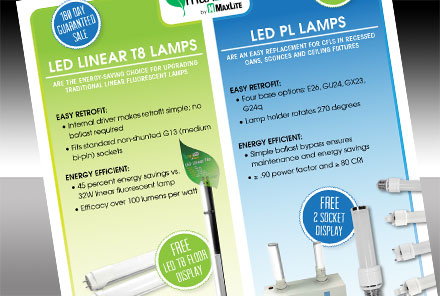 160 DAY
GUARANTEED
SALE
BY MAXLITE
LED LINEAR T8 LAMPS
ARE THE ENERGY-SAVING CHOICE FOR UPGRADING
TRADITIONAL LINEAR FLUORESCENT LAMPS
EASY RETROFIT:
• Internal driver makes retrofit simple; no
ballast required
• Fits standard non-shunted G13 (medium
bi-pin) sockets
ENERGY EFFICIENT:
• 45 percent energy savings vs.
32W linear fluorescent lamp
• Efficacy over 100 lumens per watt
FREE
LED T8 FLOOR
DISPLAY
LED PL LAMPS
ARE AN EASY REPLACEMENT FOR CFLS IN RECESSED
CANS, SCONCES AND CEILING FIXTURES
EASY RETROFIT:
• Four base options: E26, GU24, GX23,
G24q
• Lamp holder rotates 270 degrees
ENERGY EFFICIENT:
• Simple ballast bypass ensures
maintenance and energy savings
• ≥ .90 power factor and ≥ 80 CRI
FREE
2 SOCKET
DISPLAY